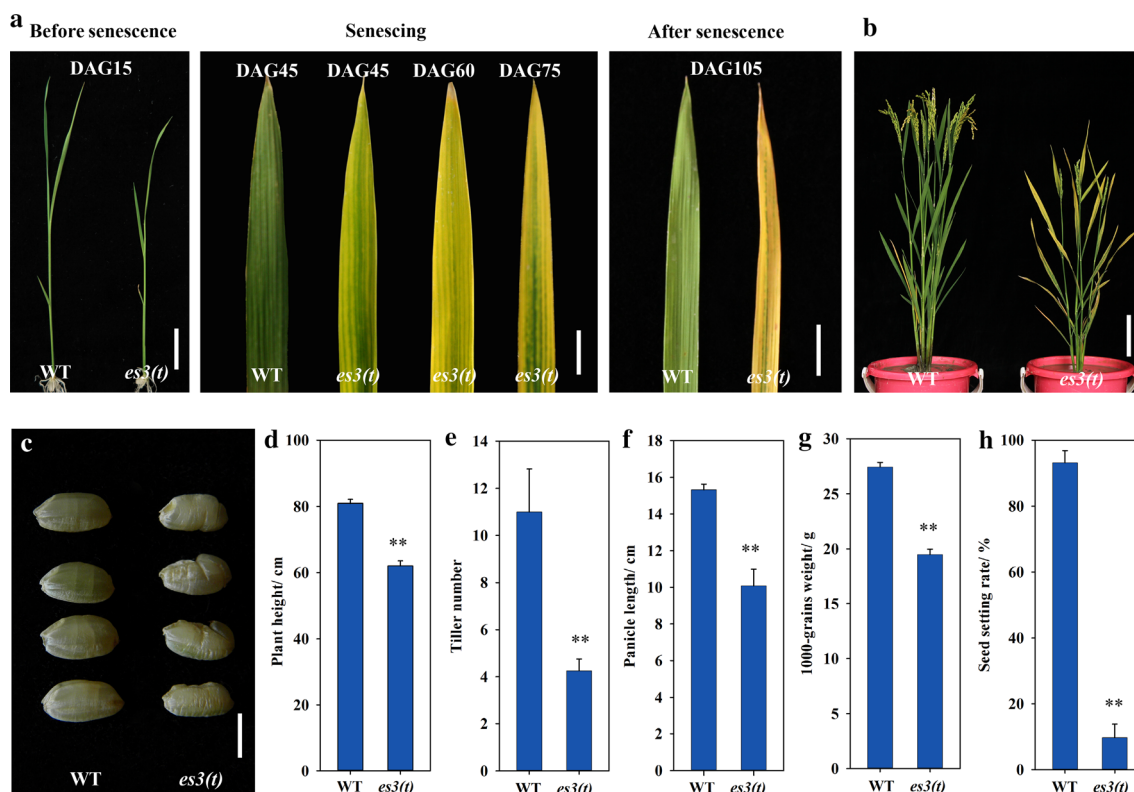 a
Before senescence
Senescing
After senescence
b
DAG15
DAG45
DAG45
DAG60
DAG75
DAG105
WT
es3(t)
WT
es3(t)
es3(t)
es3(t)
WT
es3(t)
WT
es3(t)
c
WT
es3(t)
d
100
80
60
40
20
0
Plant height/ cm
**
WT
es3(t)
e
14
12
10
8
6
4
2
0
Tiller number
**
WT
es3(t)
f
18
16
14
12
10
8
6
4
2
0
Panicle length/ cm
**
WT
es3(t)
g
30
25
20
15
10
5
0
1000-grains weight/ g
**
WT
es3(t)
h
100
80
60
40
20
10
0
Seed setting rate/ %
**
WT
es3(t)